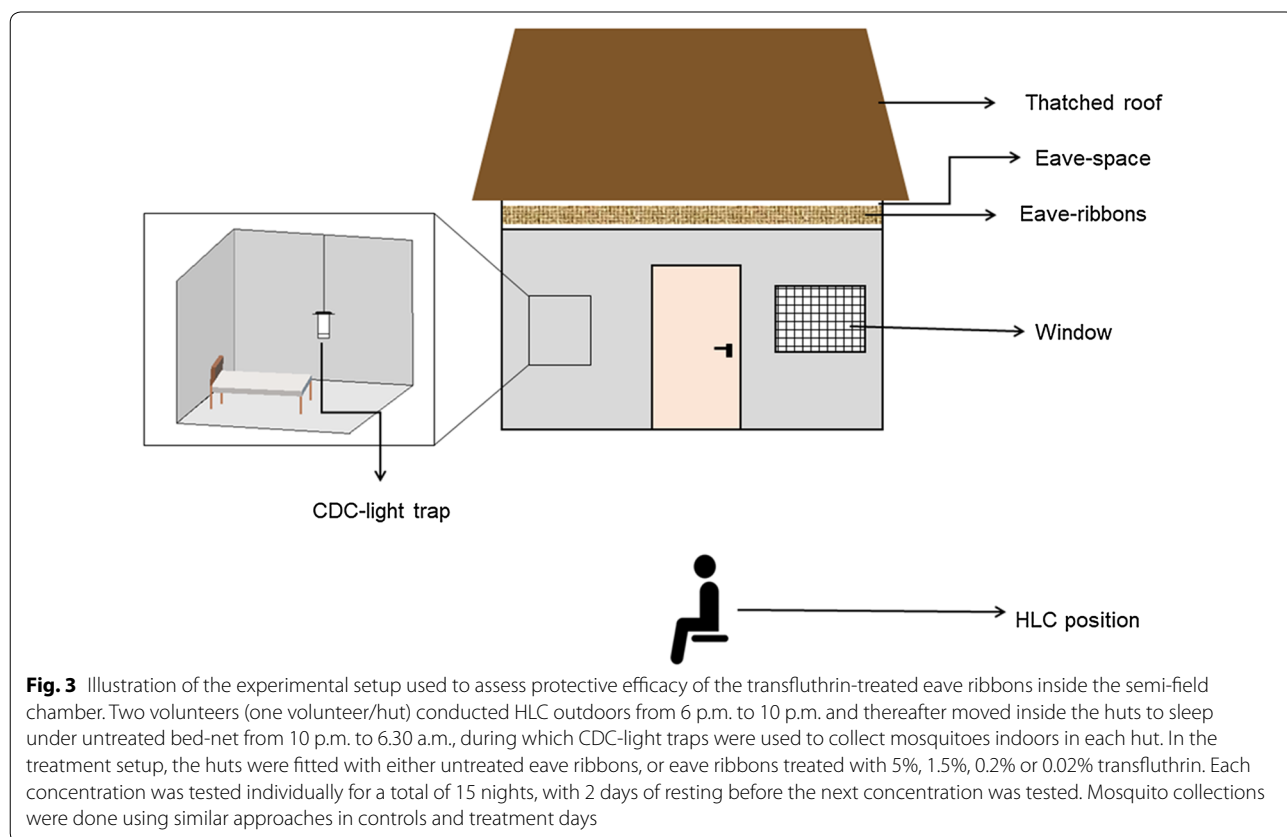 Thatched roof
Eave-space
Eave-ribbons
Window
CDC-light trap
HLC position
Fig. 3 Illustration of the experimental setup used to assess protective efficacy of the transfluthrin-treated eave ribbons inside the semi-field
chamber. Two volunteers (one volunteer/hut) conducted HLC outdoors from 6 p.m. to 10 p.m. and thereafter moved inside the huts to sleep
under untreated bed-net from 10 p.m. to 6.30 a.m., during which CDC-light traps were used to collect mosquitoes indoors in each hut. In the
treatment setup, the huts were fitted with either untreated eave ribbons, or eave ribbons treated with 5%, 1.5%, 0.2% or 0.02% transfluthrin. Each
concentration was tested individually for a total of 15 nights, with 2 days of resting before the next concentration was tested. Mosquito collections
were done using similar approaches in controls and treatment days